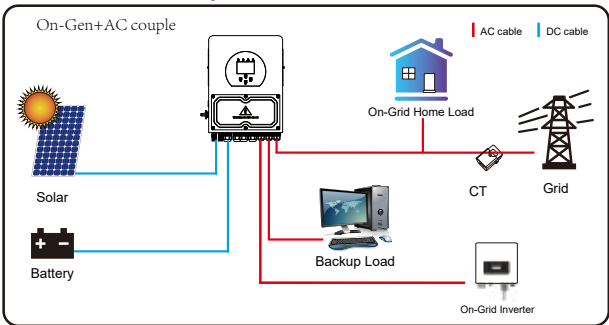 On-Gen+AC couple
AC cable
DC cable
On-Grid Home Load
CT
Grid
Solar
Backup Load
Battery
On-Grid Inverter